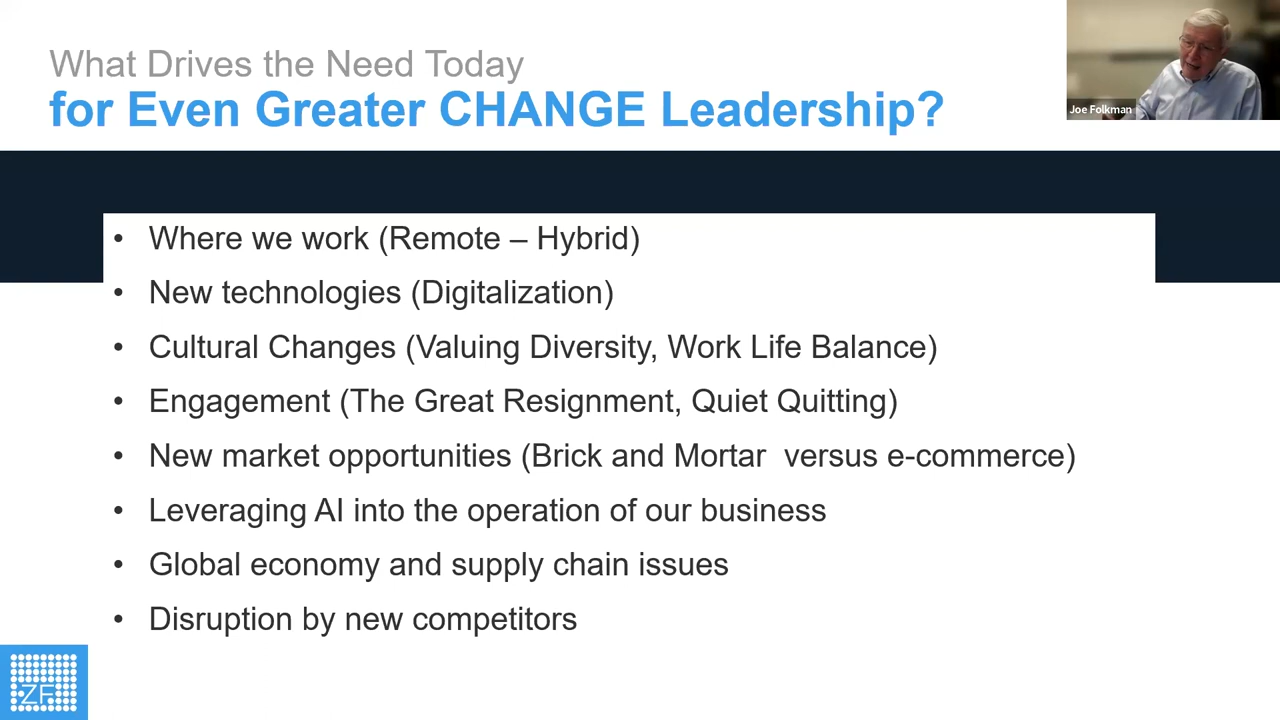 What Drives the Need Today
for Even Greater CHANGE Leadership?
Joe Folkman
• Where we work (Remote – Hybrid)
• New technologies (Digitalization)
• Cultural Changes (Valuing Diversity, Work Life Balance)
• Engagement (The Great Resignment, Quiet Quitting)
• New market opportunities (Brick and Mortar  versus e-commerce)
• Leveraging AI into the operation of our business
• Global economy and supply chain issues
• Disruption by new competitors
ZF